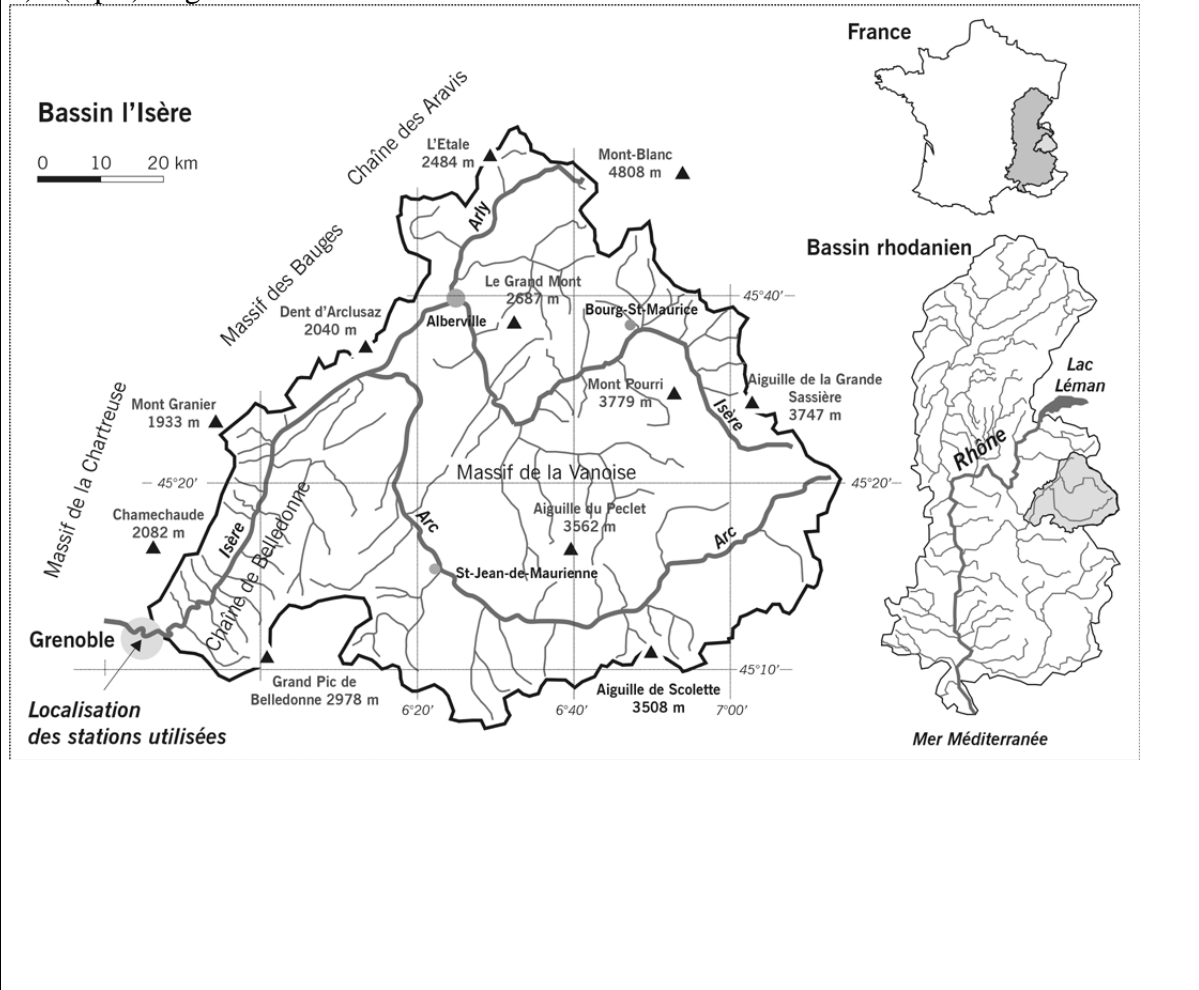 France
Bassin l'Isère
0 10 20 km
Chaîne des Aravis
L'Etale
2484 m
Mont-Blanc
4808 m
Arly
Massif des Bauges
Bassin rhodanien
Le Grand Mont
2687 m
45°40'
Dent d'Arclusaz
2040 m
Alberville
Bourg-St-Maurice
Lac
Léman
Mont Pourri
3779 m
Aiguille de la Grande
Sassière
3747 m
Isère
Mont Granier
1933 m
Massif de la Chartreuse
Rhône
Massif de la Vanoise
45°20'
45°20'
Chamechaude
2082 m
Isère
Chaîne de Belledonne
Arc
Aiguille du Peclet
3562 m
Arc
St-Jean-de-Maurienne
Grenoble
45°10'
Grand Pic de
Belledonne 2978 m
Aiguille de Scolette
3508 m
6°20'
6°40'
7°00'
Localisation
des stations utilisées
Mer Méditerranée